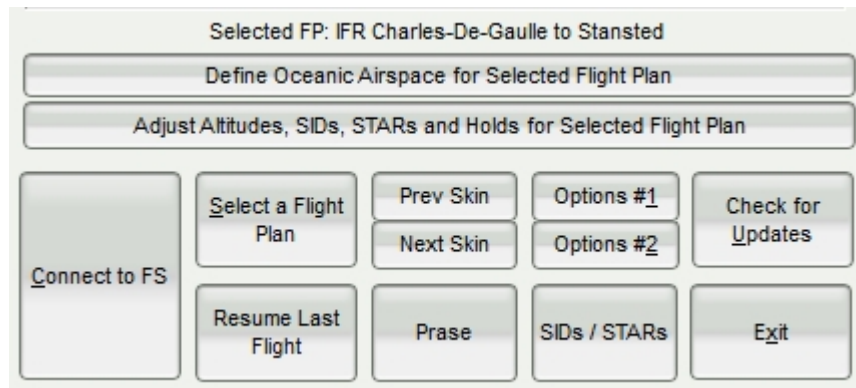 Selected FP: IFR Charles-De-Gaulle to Stansted
Define Oceanic Airspace for Selected Flight Plan
Adjust Altitudes, SIDs, STARs and Holds for Selected Flight Plan
Connect to FS
Select a Flight
Plan
Prev Skin
Next Skin
Options #1
Options #2
Check for
Updates
Resume Last
Flight
Prase
SIDs / STARs
Exit